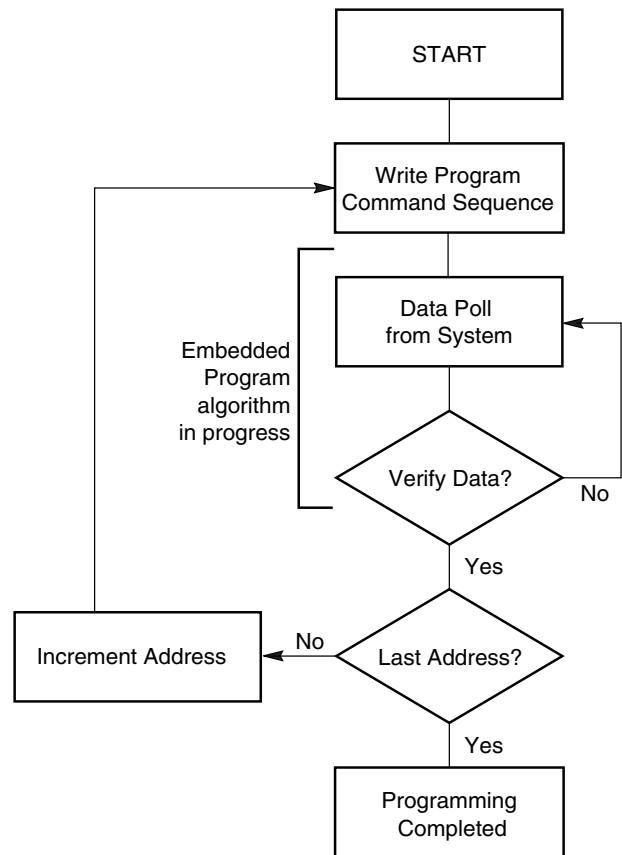 START
Write Program
Command Sequence
Data Poll
from System
Embedded
Program
algorithm
in progress
Verify Data?
No
Yes
Increment Address
No
Last Address?
Yes
Programming
Completed